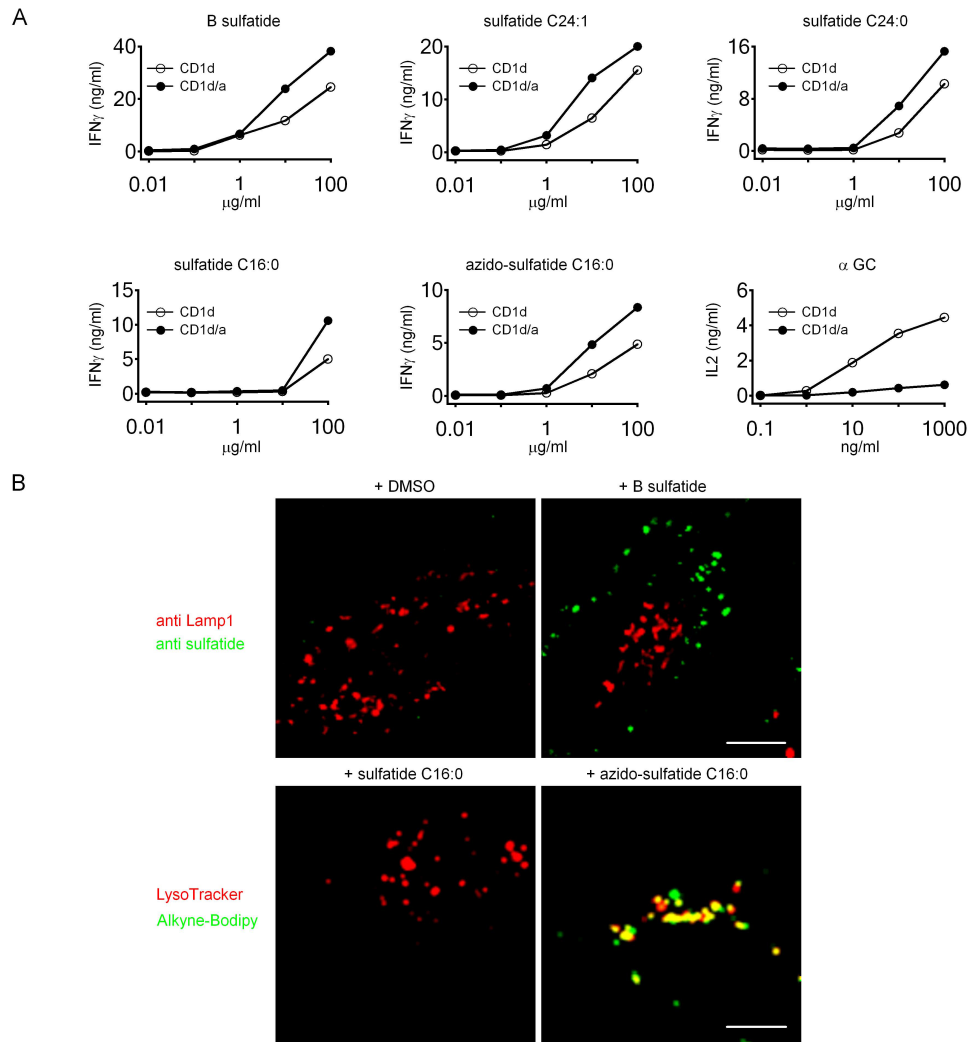 A
B sulfatide
IFNγ (ng/ml)
40
20
0
CD1d
CD1d/a
0.01
1
100
μg/ml
sulfatide C24:1
IFNγ (ng/ml)
20
15
10
5
0
CD1d
CD1d/a
0.01
1
100
μg/ml
sulfatide C24:0
IFNγ (ng/ml)
16
8
0
CD1d
CD1d/a
0.01
1
100
μg/ml
sulfatide C16:0
IFNγ (ng/ml)
15
10
5
0
CD1d
CD1d/a
0.01
1
100
μg/ml
azido-sulfatide C16:0
IFNγ (ng/ml)
10
5
0
CD1d
CD1d/a
0.01
1
100
μg/ml
α GC
IL2 (ng/ml)
6
4
2
0
CD1d
CD1d/a
0.1
10
1000
ng/ml
B
+ DMSO
+ B sulfatide
anti Lamp1
anti sulfatide
+ sulfatide C16:0
+ azido-sulfatide C16:0
LysoTracker
Alkyne-Bodipy